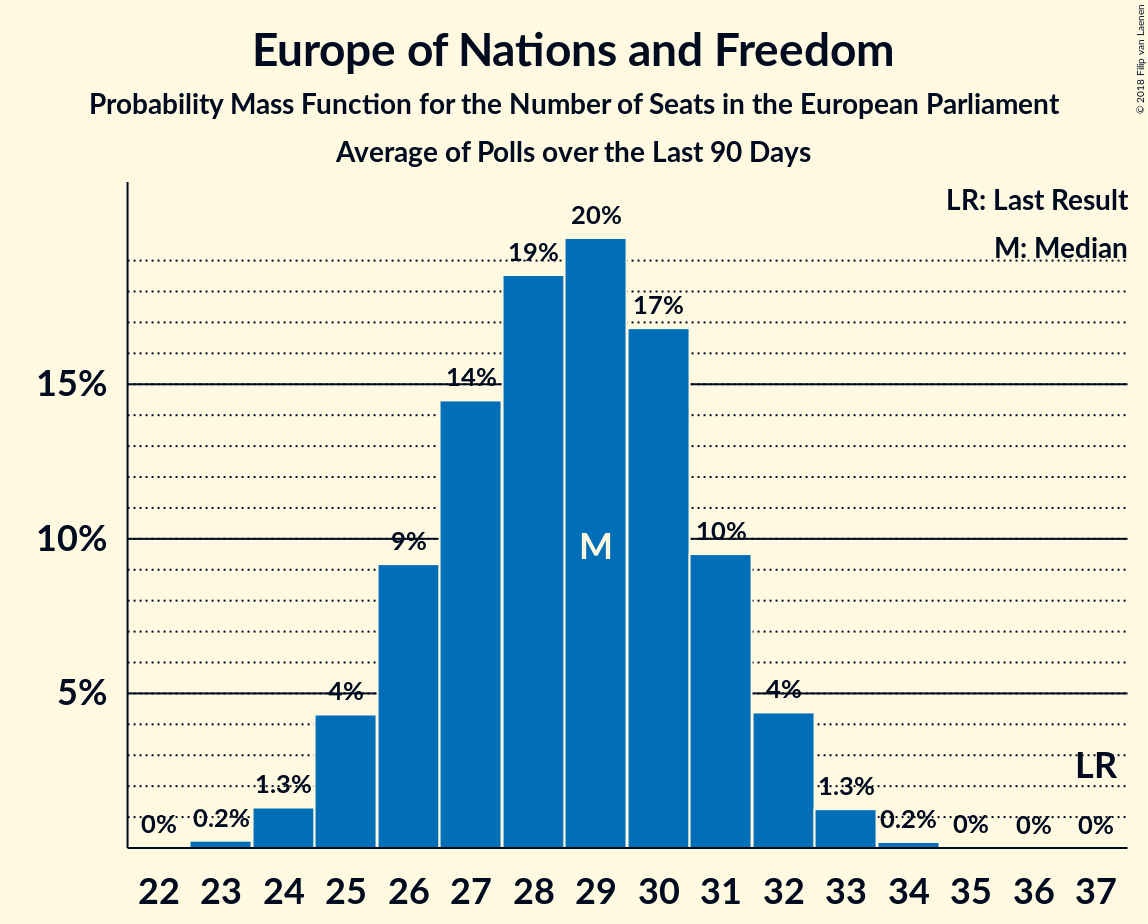 Europe of Nations and Freedom
Probability Mass Function for the Number of Seats in the European Parliament
Average of Polls over the Last 90 Days
© 2018 Filip van Laenen
LR: Last Result
M: Median
15%
10%
5%
0%
0.2%
1.3%
4%
9%
14%
19%
20%
17%
10%
4%
1.3%
0.2%
0%
0%
0%
M
LR
22 23 24 25 26 27 28 29 30 31 32 33 34 35 36 37